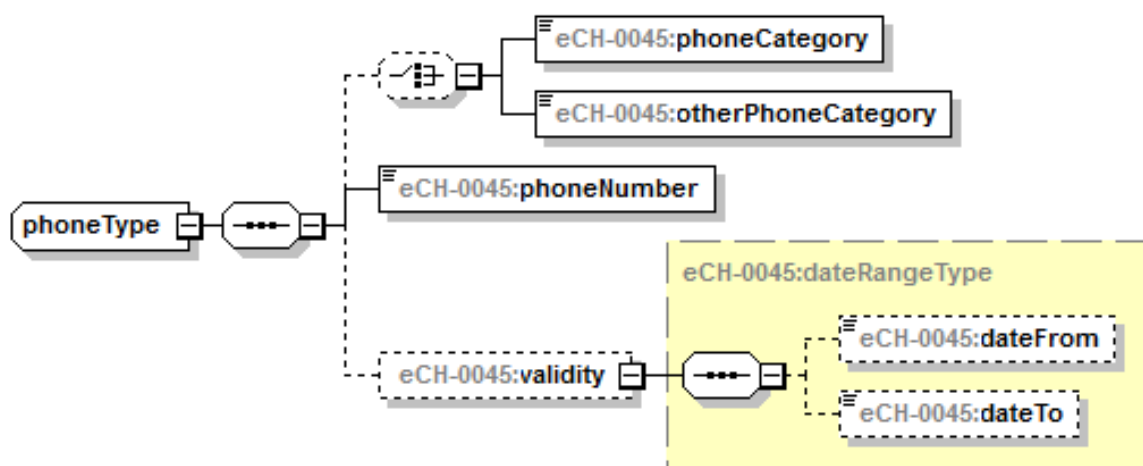 eCH-0045:phoneCategory
eCH-0045:otherPhoneCategory
eCH-0045:phoneNumber
phoneType
eCH-0045:dateRangeType
eCH-0045:dateFrom
eCH-0045:validity
eCH-0045:dateTo